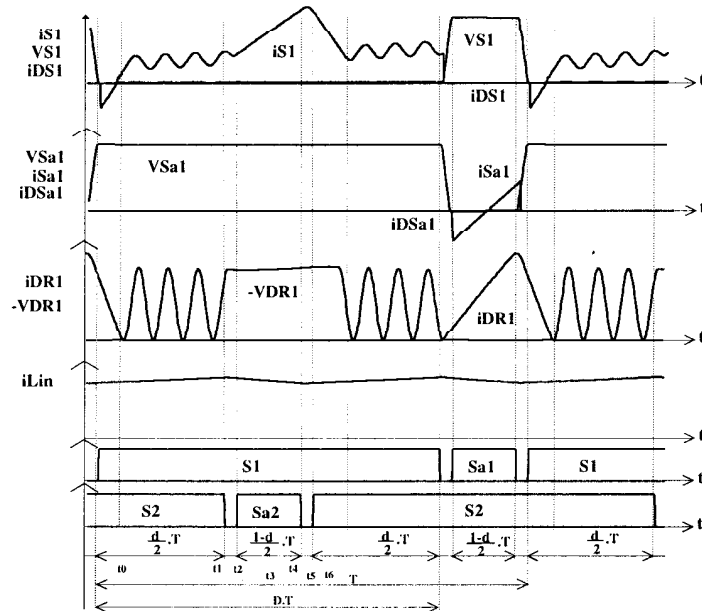 iS1
VS1
iDS1
iS1
VS1
iDS1
t
VSa1
iSa1
iDSa1
VSa1
iSa1
iDSa1
t
iDR1
-VDR1
-VDR1
iDR1
t
iLin
t
S1
Sa1
S1
t
S2
Sa2
S2
t
d/2 .T
1-d/2 .T
d/2 .T
1-d/2 .T
d/2 .T
t0
t1
t2
t3
t4
t5
t6
T
D.T